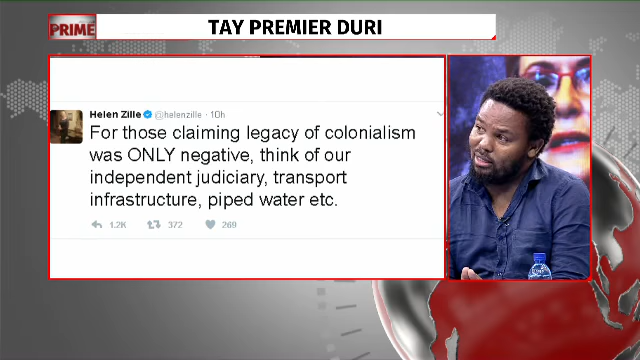 PRIME
TAY PREMIER DURI
Helen Zille @helenzille · 10h
For those claiming legacy of colonialism
was ONLY negative, think of our
independent judiciary, transport
infrastructure, piped water etc.
1.2K 372 269